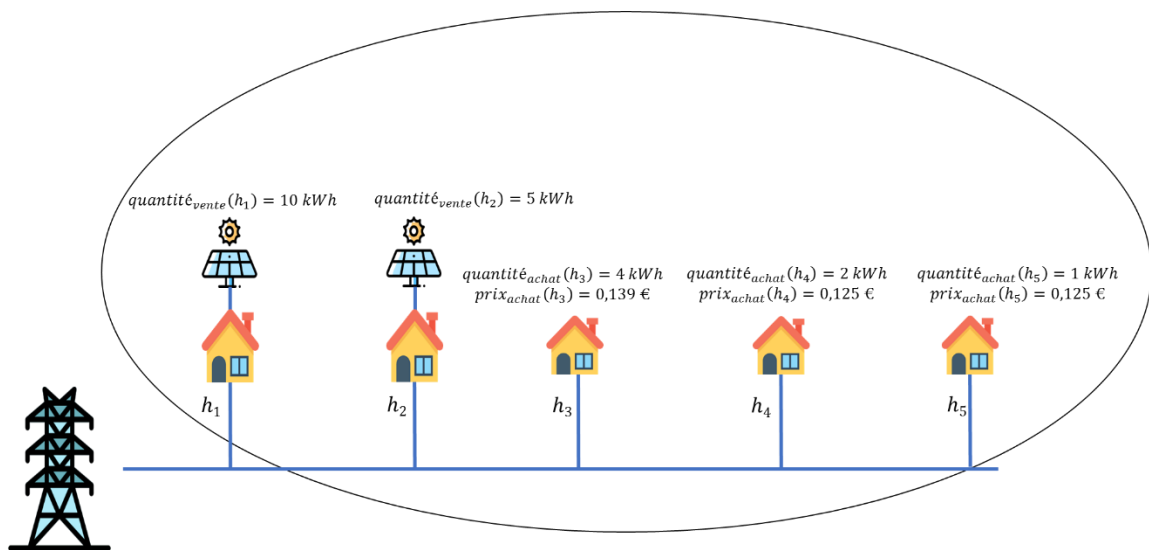 quantité_vente(h_1) = 10 kWh
quantité_vente(h_2) = 5 kWh
quantité_achat(h_3) = 4 kWh
prix_achat(h_3) = 0,139 €
quantité_achat(h_4) = 2 kWh
prix_achat(h_4) = 0,125 €
quantité_achat(h_5) = 1 kWh
prix_achat(h_5) = 0,125 €
h_1
h_2
h_3
h_4
h_5